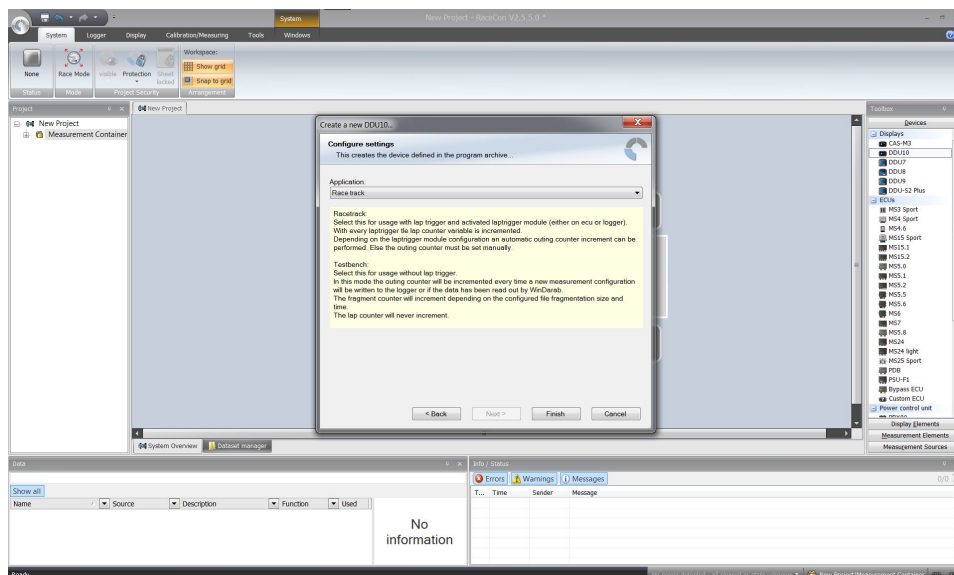 System
New Project - RaceCon V2.5.5.0 *
System Logger Display Calibration/Measuring Tools Windows
Workspace:
Show grid
Snap to grid
None Race Mode visible Protection Sheet locked
Status Mode Project Security Arrangement
Project
New Project
Measurement Container
New Project
Create a new DDU10...
Configure settings
This creates the device defined in the program archive...
Application:
Race track
Racetrack:
Select this for usage with lap trigger and activated laptrigger module (either on ecu or logger).
With every laptrigger tle lap counter variable is incremented.
Depending on the laptrigger module configuration an automatic outing counter increment can be
performed. Else the outing counter must be set manually.
Testbench:
Select this for usage without lap trigger.
In this mode the outing counter will be incremented every time a new measurement configuration
will be written to the logger or if the data has been read out by WinDarab.
The fragment counter will increment depending on the configured file fragmentation size and
time.
The lap counter will never increment.
< Back Next > Finish Cancel
System Overview Dataset manager
Toolbox
Devices
Displays
CAS-M3
DDU10
DDU7
DDU8
DDU9
DDU-S2 Plus
ECUs
MS3 Sport
MS4 Sport
MS4.6
MS15 Sport
MS15.1
MS15.2
MS5.0
MS5.1
MS5.2
MS5.5
MS5.6
MS6
MS7
MS5.8
MS24
MS24 light
MS25 Sport
PDB
PSU-F1
Bypass ECU
Custom ECU
Power control unit
Display Elements
Measurement Elements
Measurement Sources
Data
Show all
Name Source Description Function Used
No
information
Info / Status
Errors Warnings Messages 0/0
T... Time Sender Message
Ready
New Project/Measurement Container